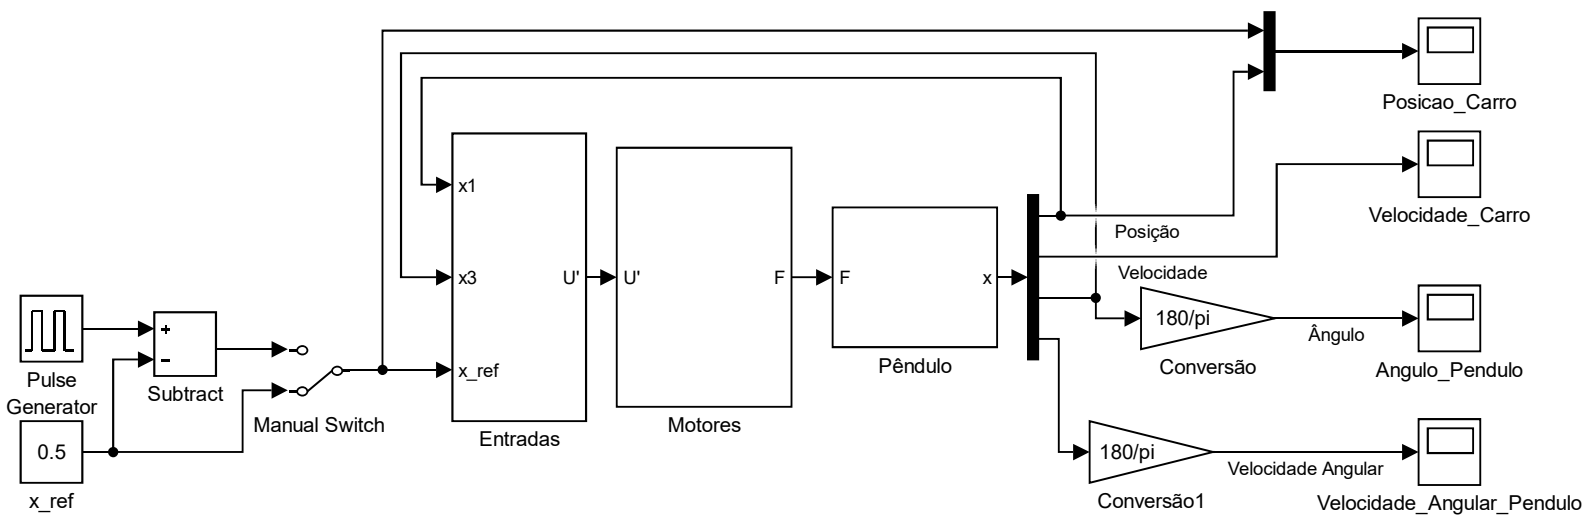 Posicao_Carro
Velocidade_Carro
x1
x3
x_ref
U'
Entradas
U'
F
Motores
F
x
Pêndulo
Posição
Velocidade
180/pi
Conversão
Ângulo
Angulo_Pendulo
+
−
Subtract
Pulse
Generator
Manual Switch
0.5
x_ref
180/pi
Conversão1
Velocidade Angular
Velocidade_Angular_Pendulo